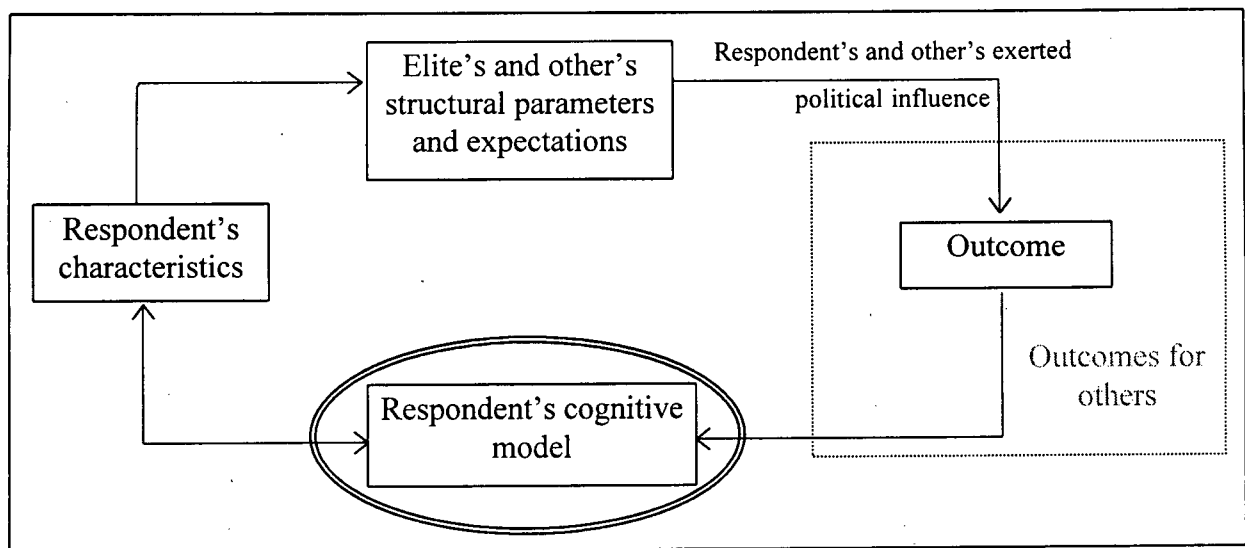 Elite's and other's
structural parameters
and expectations
Respondent's and other's exerted
political influence
Respondent's
characteristics
Outcome
Outcomes for
others
Respondent's cognitive
model